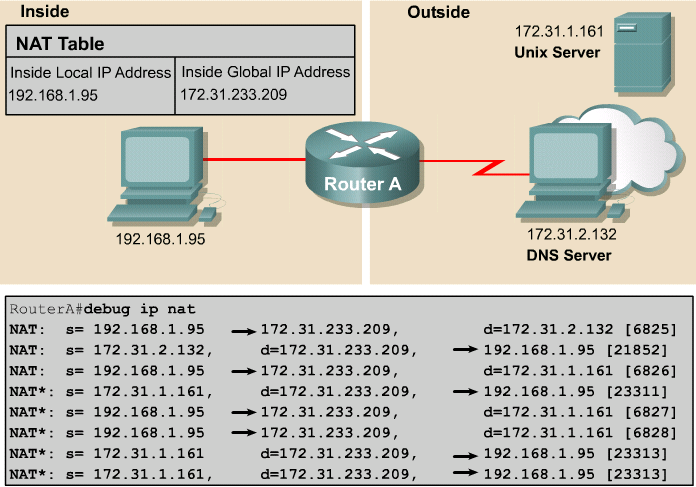 Inside
Outside
NAT Table
Inside Local IP Address
Inside Global IP Address
192.168.1.95
172.31.233.209
172.31.1.161
Unix Server
Router A
192.168.1.95
172.31.2.132
DNS Server
RouterA#debug ip nat
NAT: s= 192.168.1.95 → 172.31.233.209, d=172.31.2.132 [6825]
NAT: s= 172.31.2.132, d=172.31.233.209, → 192.168.1.95 [21852]
NAT: s= 192.168.1.95 → 172.31.233.209, d=172.31.1.161 [6826]
NAT*: s= 172.31.1.161, d=172.31.233.209, → 192.168.1.95 [23311]
NAT*: s= 192.168.1.95 → 172.31.233.209, d=172.31.1.161 [6827]
NAT*: s= 192.168.1.95 → 172.31.233.209, d=172.31.1.161 [6828]
NAT*: s= 172.31.1.161 d=172.31.233.209, → 192.168.1.95 [23313]
NAT*: s= 172.31.1.161, d=172.31.233.209, → 192.168.1.95 [23313]